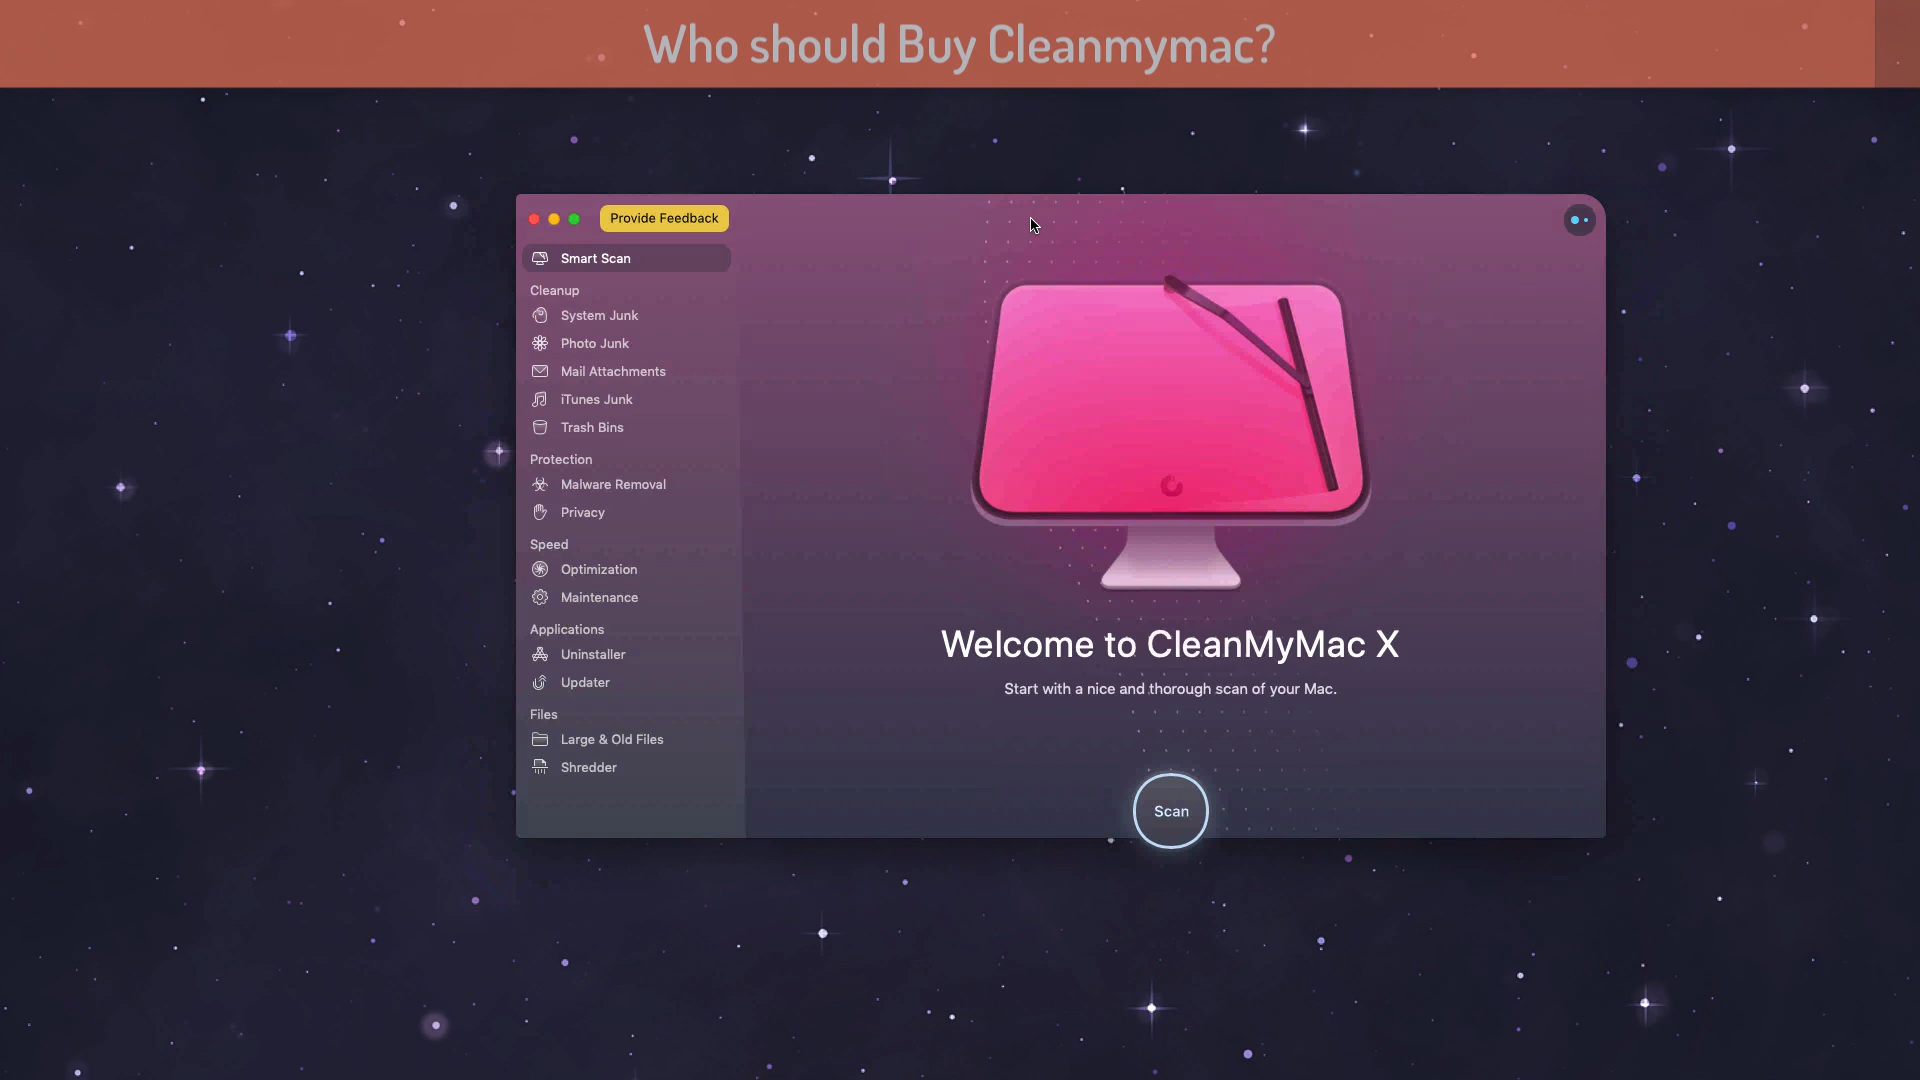 Who should Buy Cleanmymac?
Provide Feedback
Smart Scan
Cleanup
System Junk
Photo Junk
Mail Attachments
iTunes Junk
Trash Bins
Protection
Malware Removal
Privacy
Speed
Optimization
Maintenance
Applications
Uninstaller
Updater
Files
Large & Old Files
Shredder
Welcome to CleanMyMac X
Start with a nice and thorough scan of your Mac.
Scan